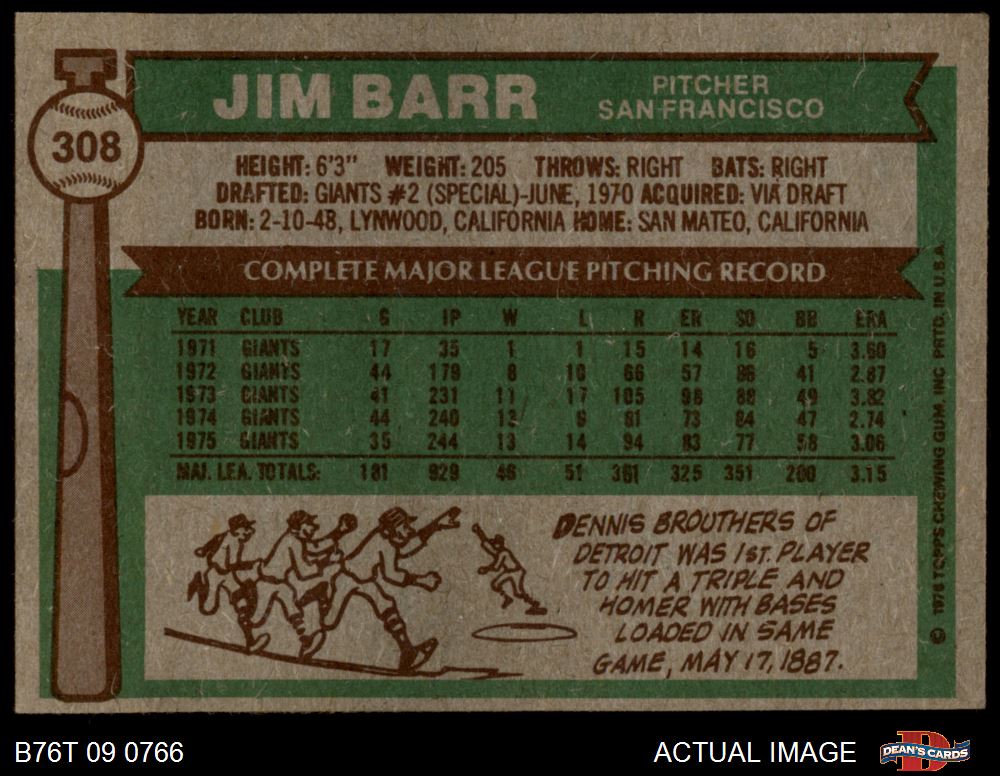 308
JIM BARR
PITCHER
SAN FRANCISCO
HEIGHT: 6'3" WEIGHT: 205 THROWS: RIGHT BATS: RIGHT
DRAFTED: GIANTS #2 (SPECIAL)-JUNE, 1970 ACQUIRED: VIA DRAFT
BORN: 2-10-48, LYNWOOD, CALIFORNIA HOME: SAN MATEO, CALIFORNIA
COMPLETE MAJOR LEAGUE PITCHING RECORD
YEAR CLUB G IP W L R ER SO BB ERA
1971 GIANTS 17 35 1 1 15 14 16 5 3.60
1972 GIANTS 44 179 8 10 66 57 86 41 2.87
1973 GIANTS 41 231 11 17 105 98 88 49 3.82
1974 GIANTS 44 240 13 9 81 73 84 47 2.74
1975 GIANTS 35 244 13 14 94 83 77 58 3.06
MAJ. LEA. TOTALS: 181 929 46 51 361 325 351 200 3.15
DENNIS BROUTHERS OF
DETROIT WAS 1ST. PLAYER
TO HIT A TRIPLE AND
HOMER WITH BASES
LOADED IN SAME
GAME, MAY 17, 1887.
© 1976 TOPPS CHEWING GUM, INC PRTD. IN U.S.A.
B76T 09 0766
ACTUAL IMAGE
D
DEAN'S CARDS